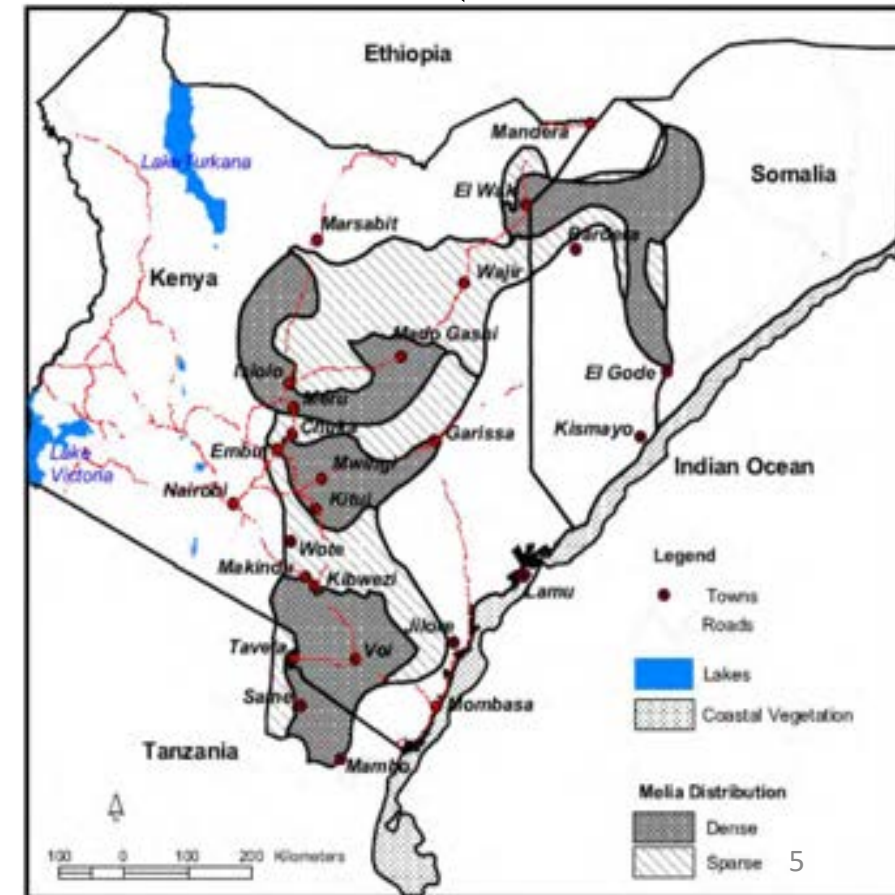 Ethiopia
Mandera
Lake Turkana
Somalia
El Wak
Marsabit
Bardera
Kenya
Wajir
Mado Gashi
Isiolo
El Gode
Meru
Chuka
Garissa
Kismayo
Embu
Lake
Victoria
Mwingi
Indian Ocean
Nairobi
Kitui
Wote
Legend
Makindu
Kibwezi
Lamu
Towns
Roads
Jilore
Taveta
Voi
Lakes
Same
Mombasa
Coastal Vegetation
Tanzania
Mambo
Melia Distribution
Dense
100 0 100 200 Kilometers
Sparse
5